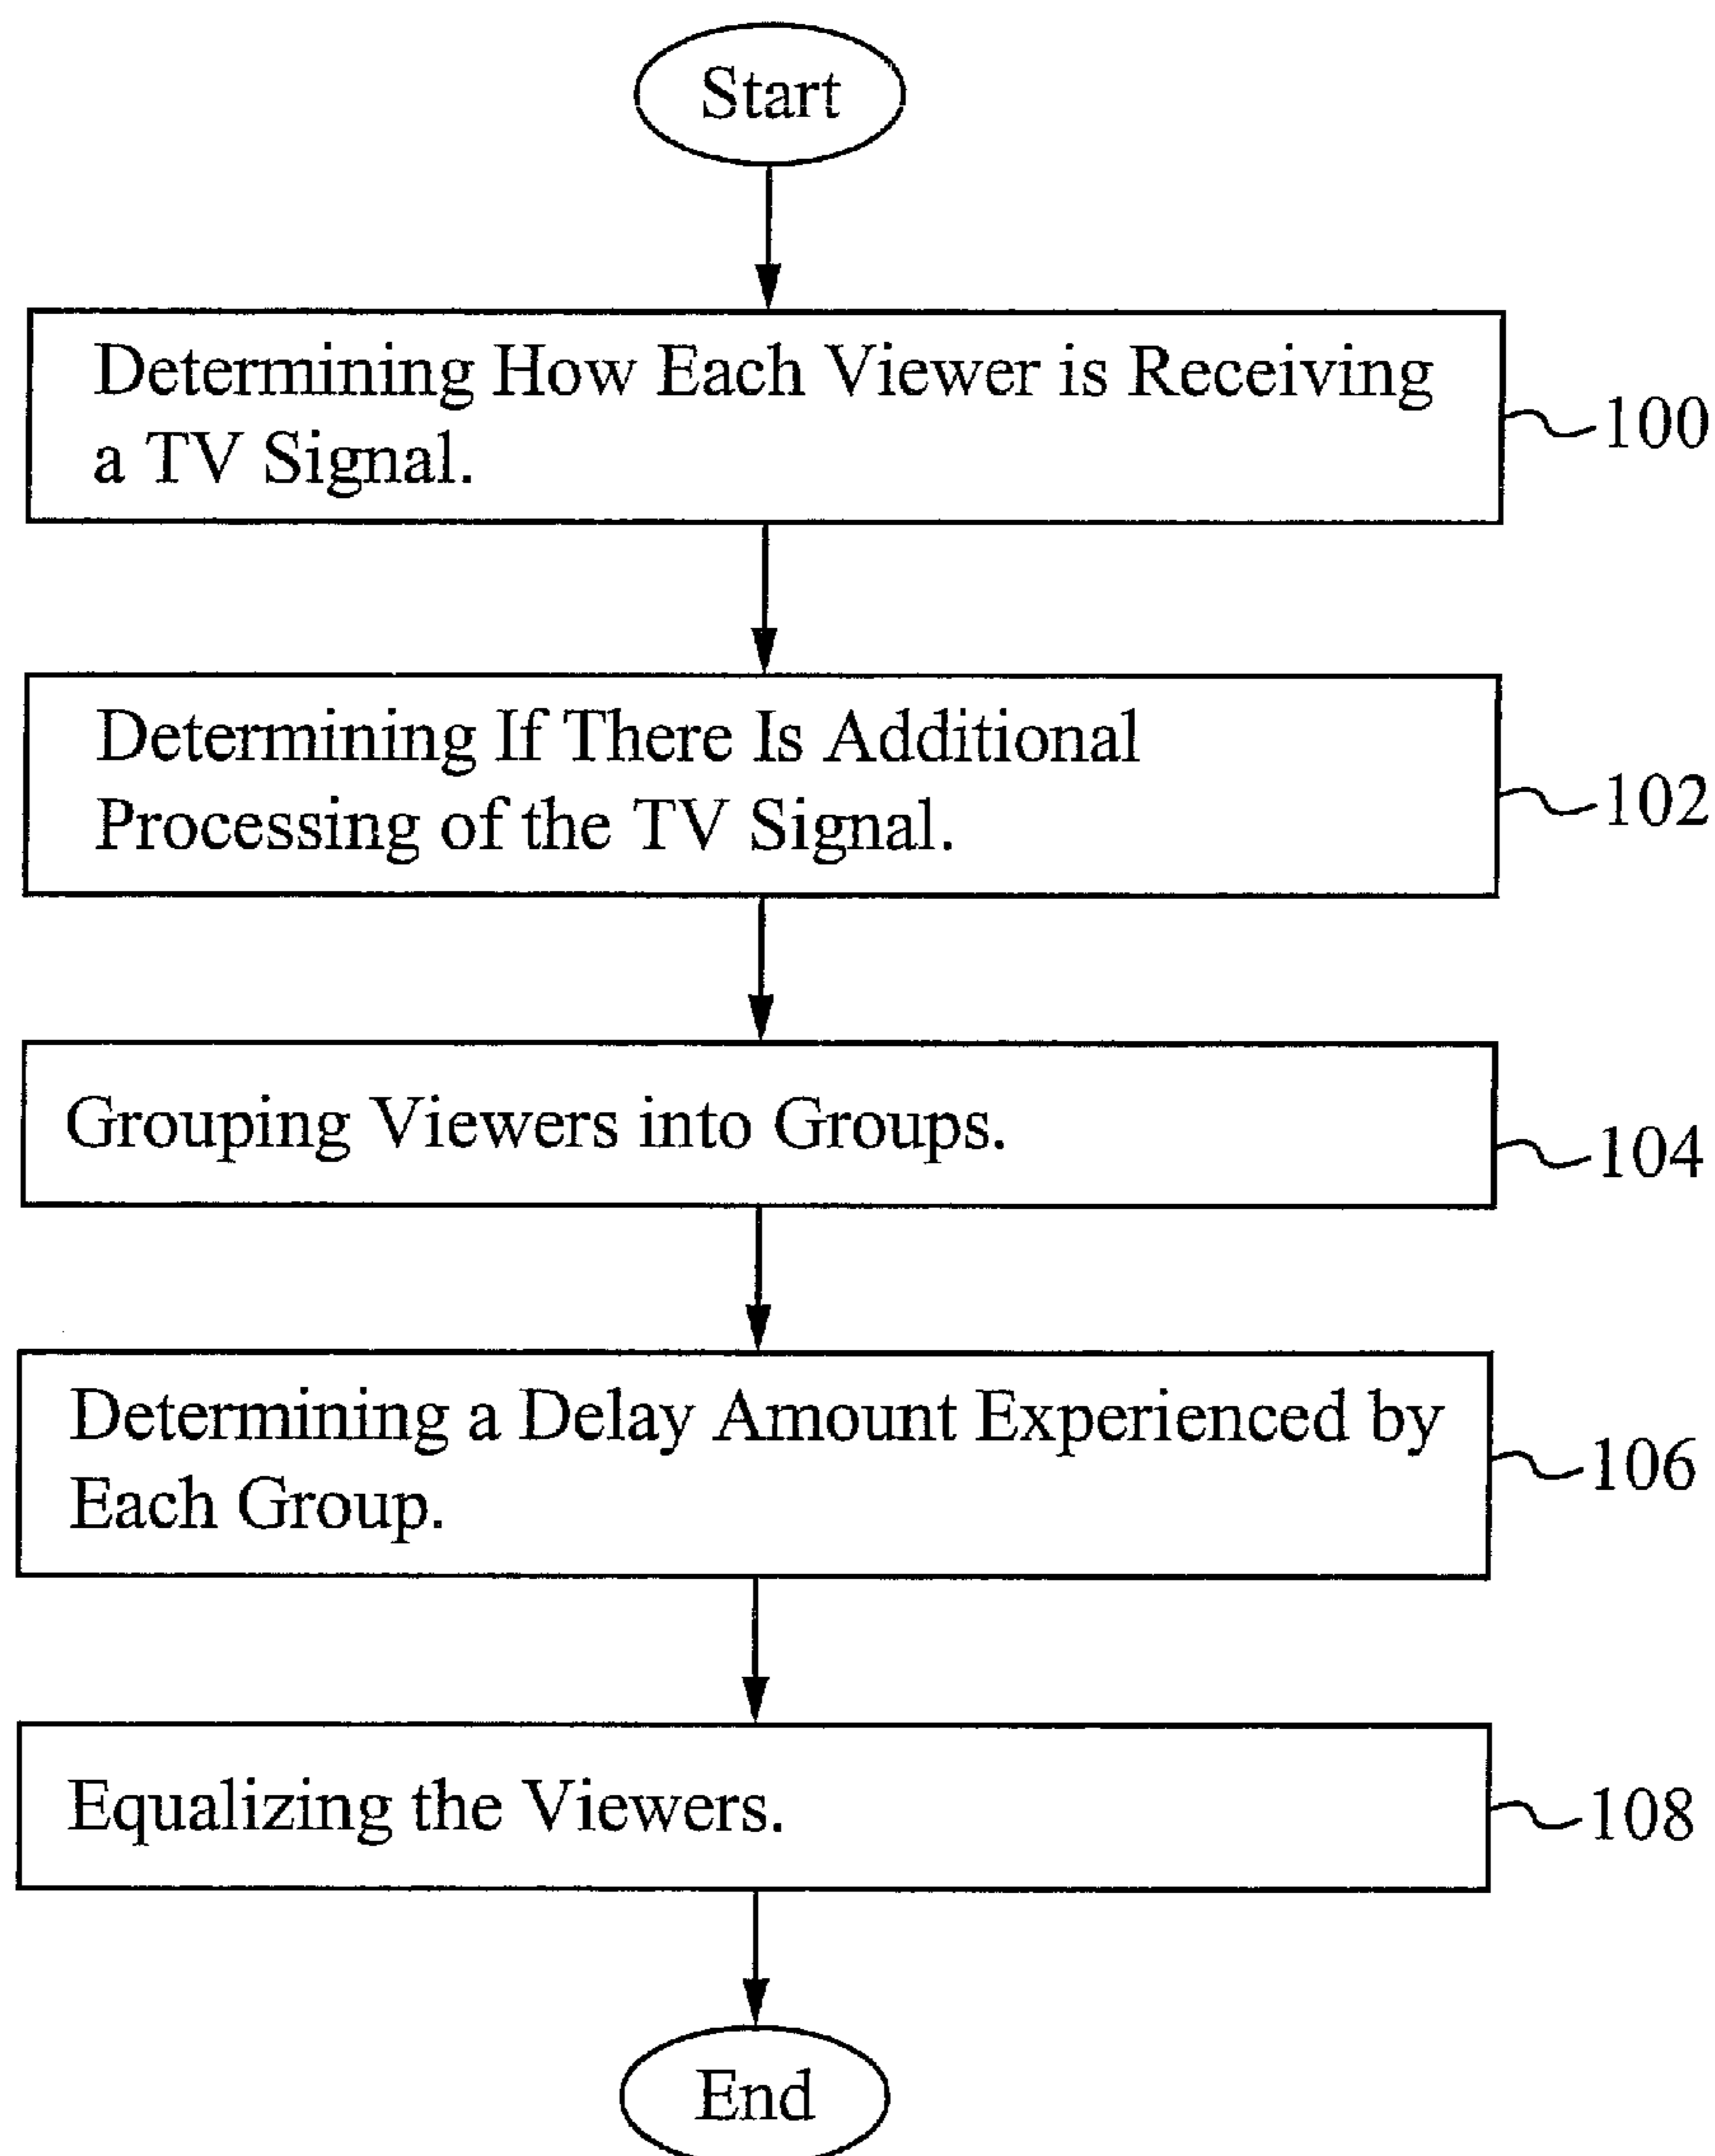 Start
Determining How Each Viewer is Receiving
a TV Signal.
100
Determining If There Is Additional
Processing of the TV Signal.
102
Grouping Viewers into Groups.
104
Determining a Delay Amount Experienced by
Each Group.
106
Equalizing the Viewers.
108
End